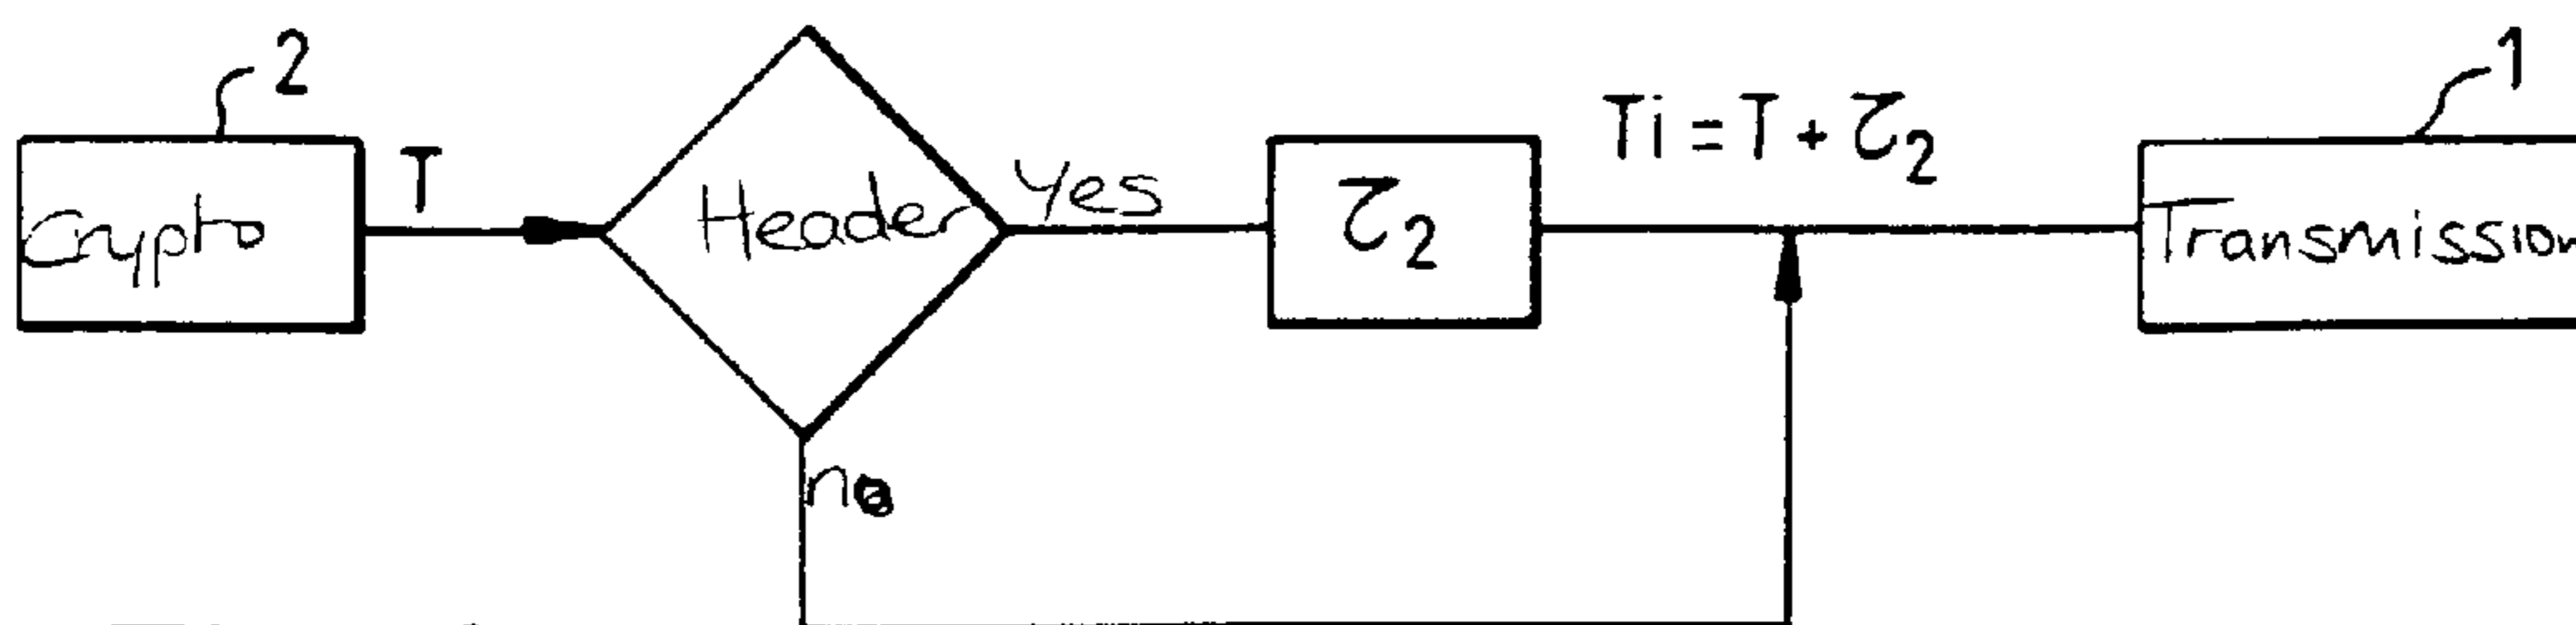 2
Crypto
T
Header
Yes
no
τ2
Ti = T + τ2
1
Transmission